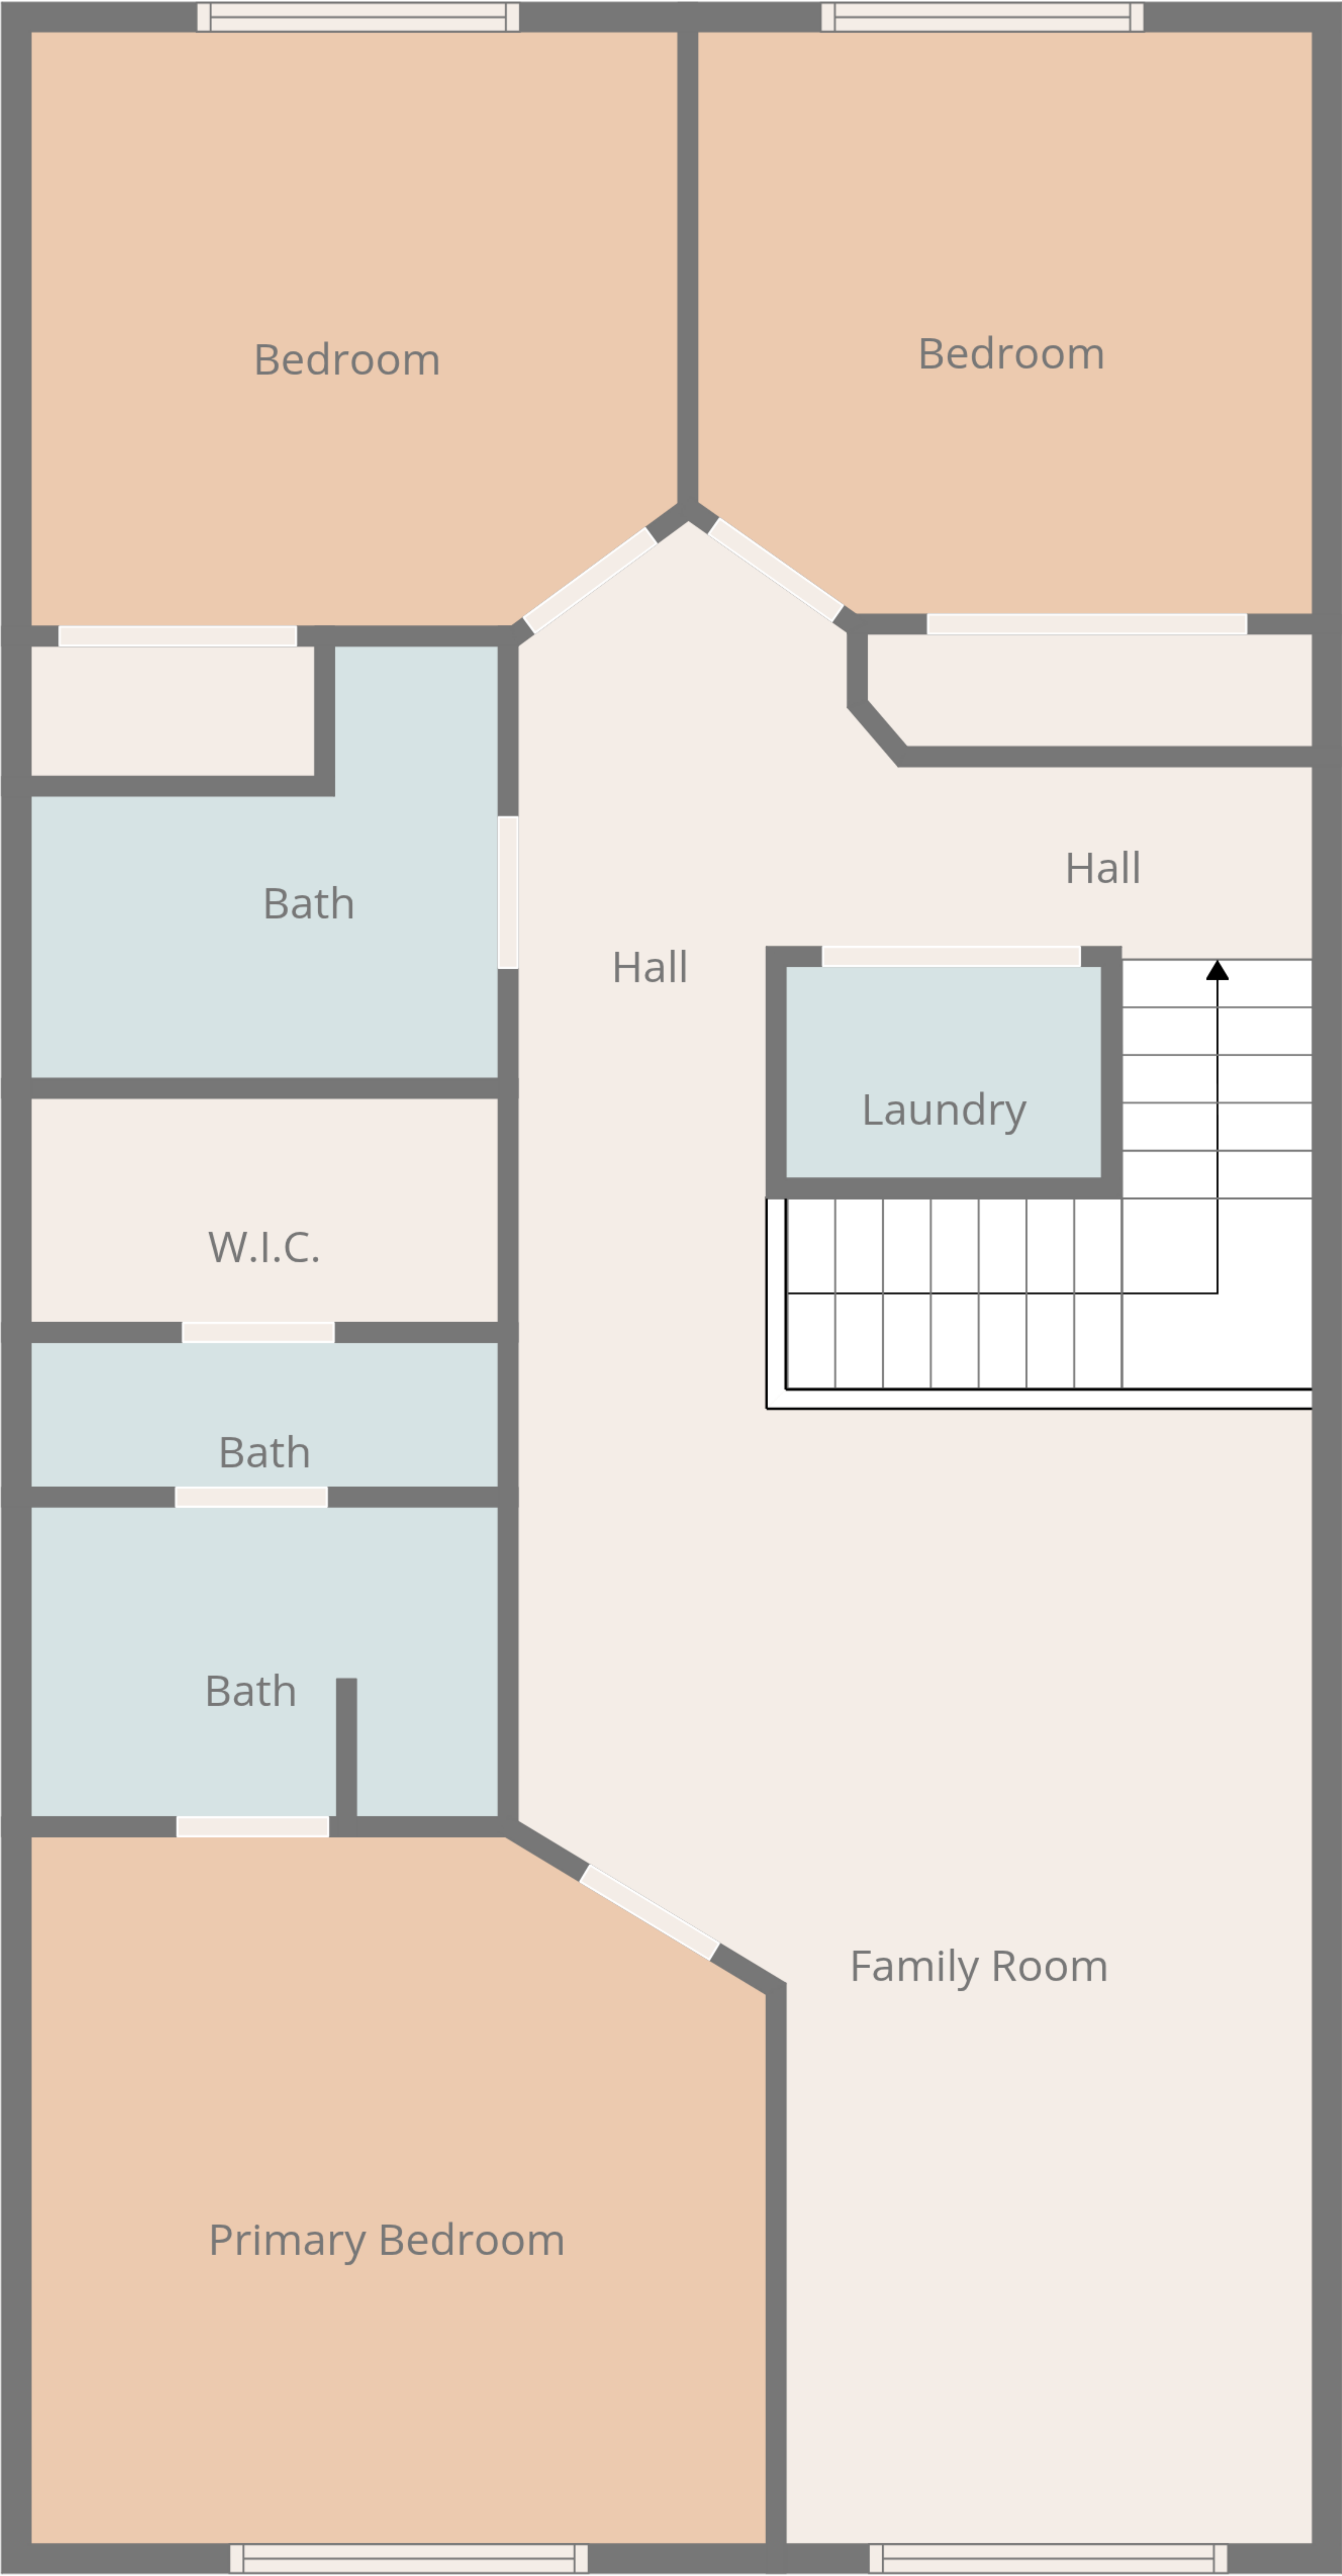 Bedroom
Bedroom
Hall
Bath
Hall
Laundry
W.I.C.
Bath
Bath
Family Room
Primary Bedroom